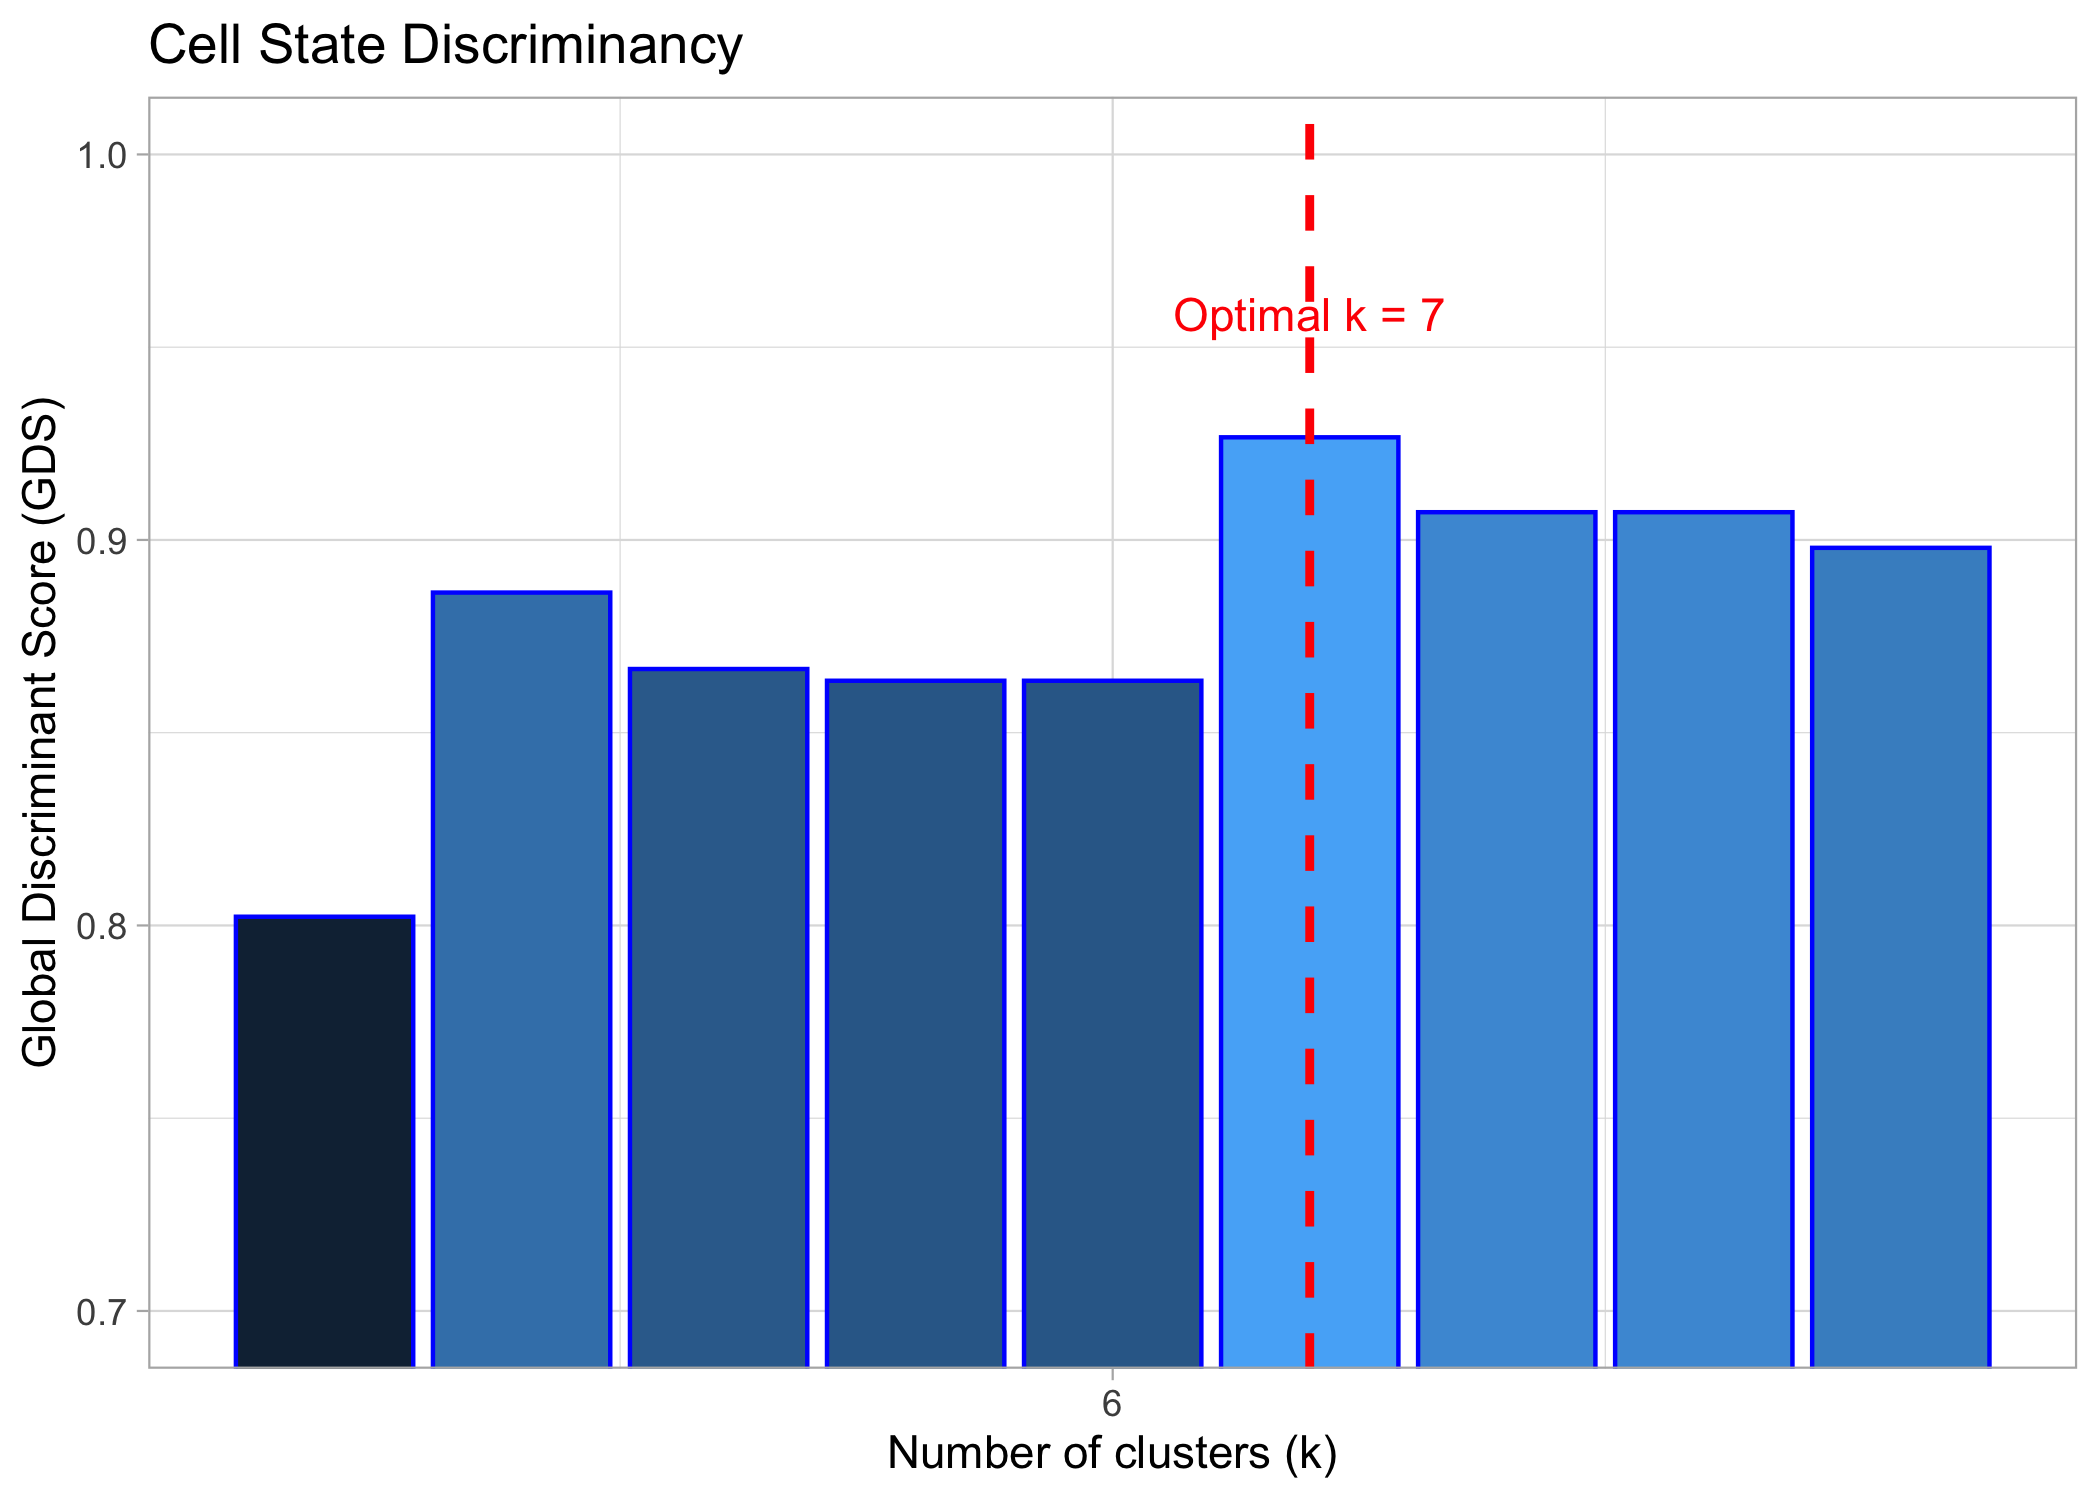 Cell State Discriminancy
Global Discriminant Score (GDS)
1.0
0.9
0.8
0.7
Optimal k = 7
6
Number of clusters (k)